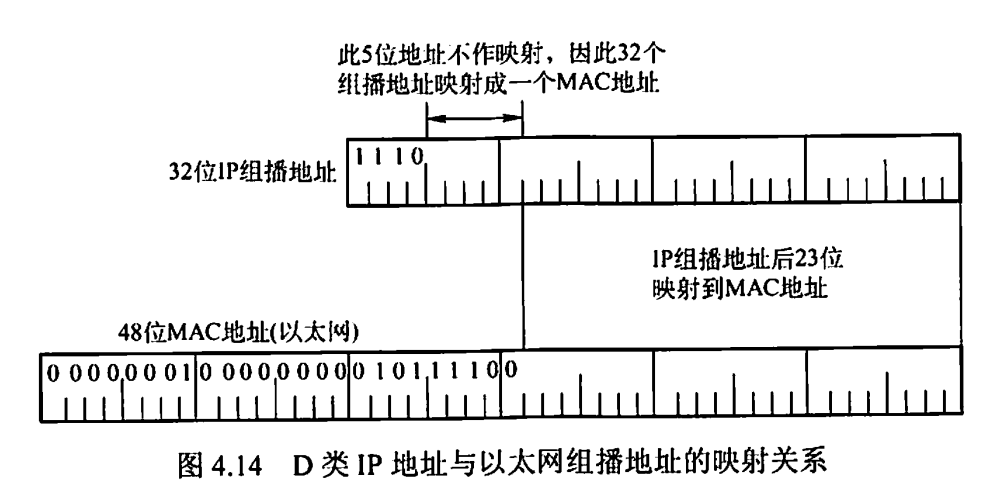 此5位地址不作映射，因此32个
组播地址映射成一个MAC地址
1 1 1 0
32位IP组播地址
IP组播地址后23位
映射到MAC地址
48位MAC地址(以太网)
0 0 0 0 0 0 0 1 0 0 0 0 0 0 0 0 0 1 0 1 1 1 1 0 0
图 4.14 D 类 IP 地址与以太网组播地址的映射关系